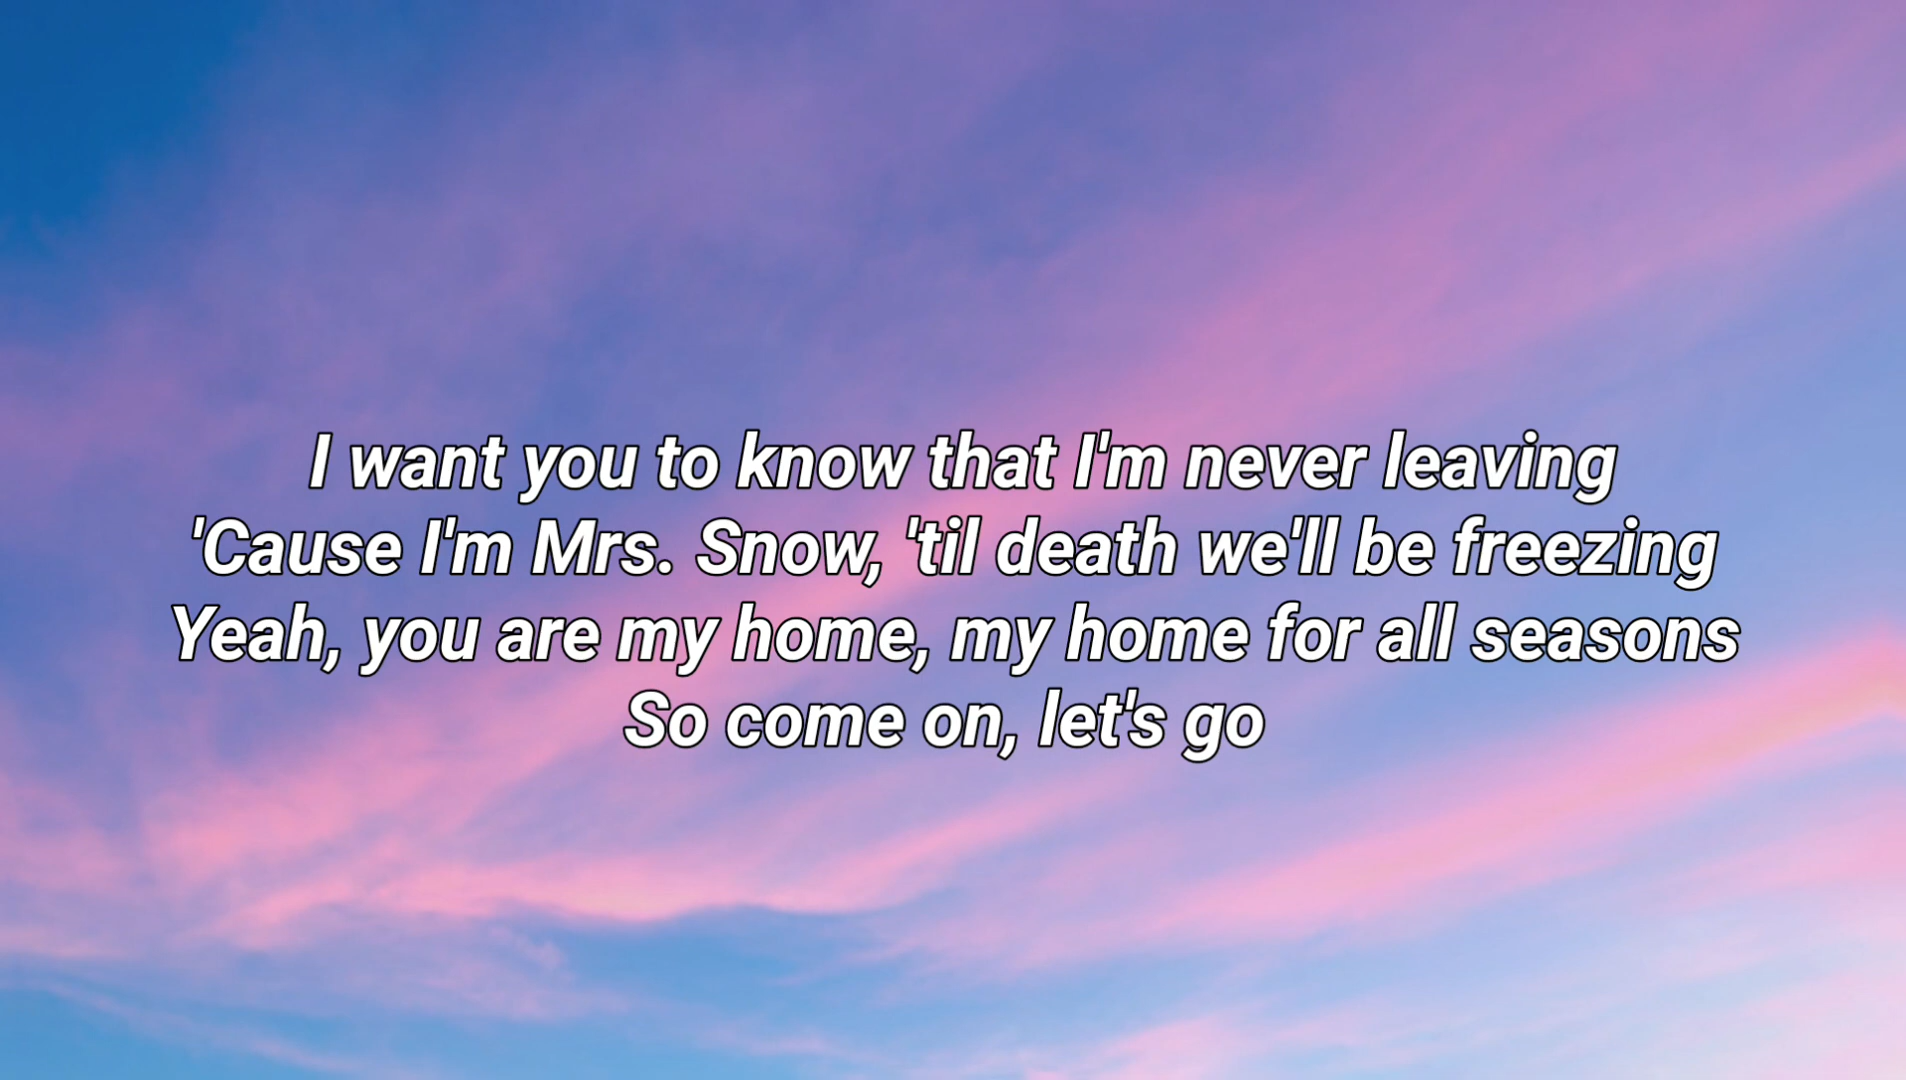 I want you to know that I'm never leaving
'Cause I'm Mrs. Snow, 'til death we'll be freezing
Yeah, you are my home, my home for all seasons
So come on, let's go